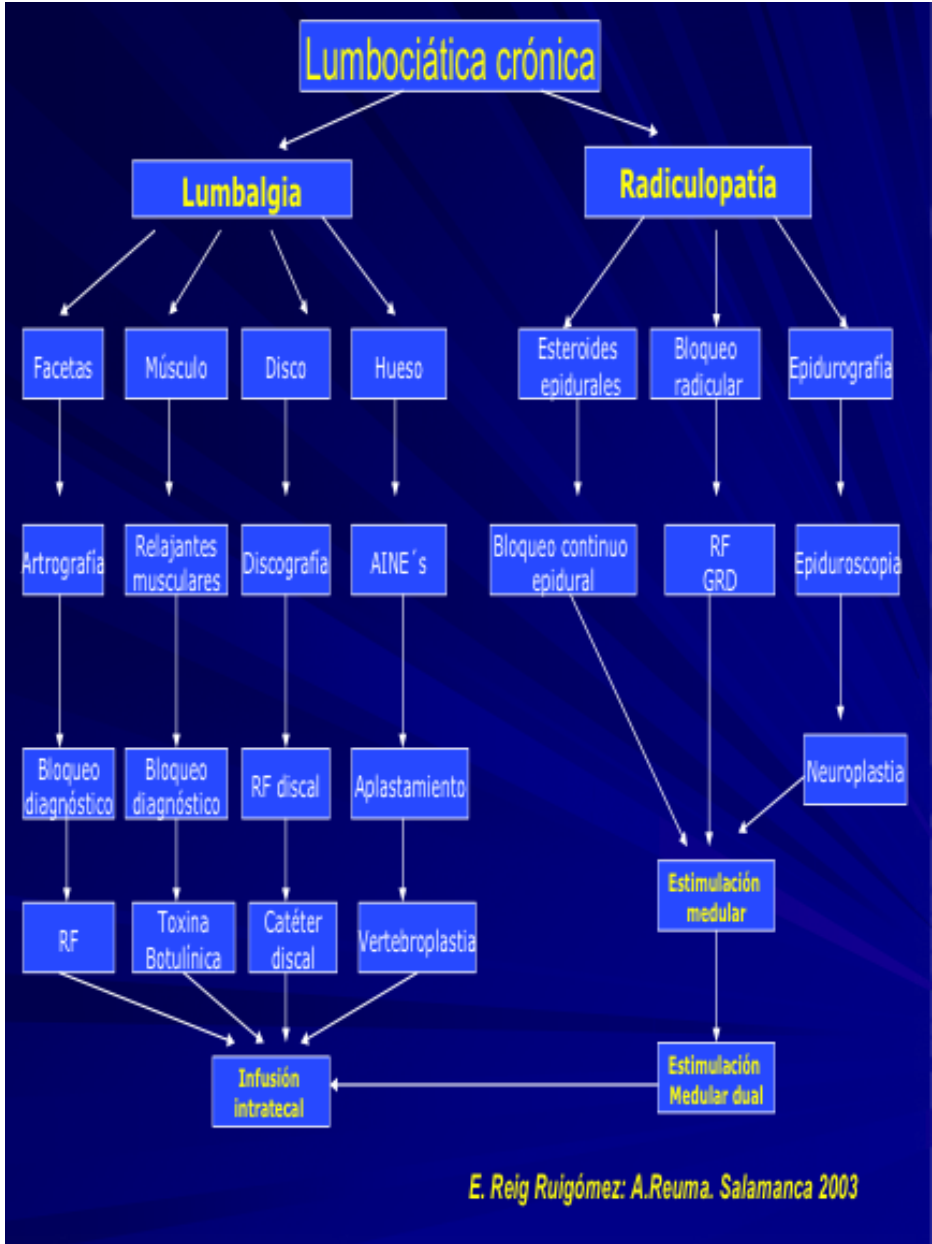 Lumbociática crónica
Lumbalgia
Radiculopatía
Facetas
Músculo
Disco
Hueso
Esteroides
epidurales
Bloqueo
radicular
Epidurografía
Artrografía
Relajantes
musculares
Discografía
AINE´s
Bloqueo continuo
epidural
RF
GRD
Epiduroscopia
Bloqueo
diagnóstico
Bloqueo
diagnóstico
RF discal
Aplastamiento
Neuroplastia
RF
Toxina
Botulínica
Catéter
discal
Vertebroplastia
Estimulación
medular
Infusión
intratecal
Estimulación
Medular dual
E. Reig Ruigómez: A.Reuma. Salamanca 2003